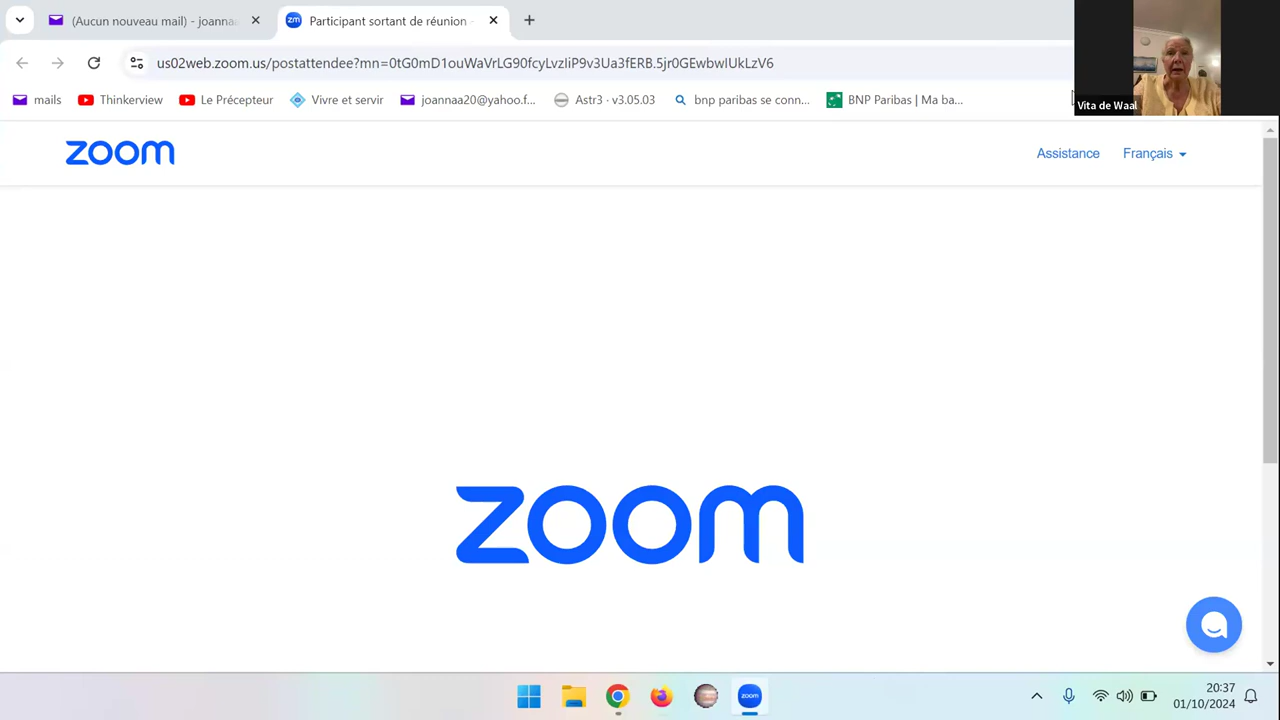 (Aucun nouveau mail) - joanna
Participant sortant de réunion -
us02web.zoom.us/postattendee?mn=0tG0mD1ouWaVrLG90fcyLvzIiP9v3Ua3fERB.5jr0GEwbwIUkLzV6
mails
Thinkerview
Le Précepteur
Vivre et servir
joannaa20@yahoo.f...
Astr3 · v3.05.03
bnp paribas se conn...
BNP Paribas | Ma ba...
Vita de Waal
zoom
Assistance
Français
zoom
zoom
20:37
01/10/2024